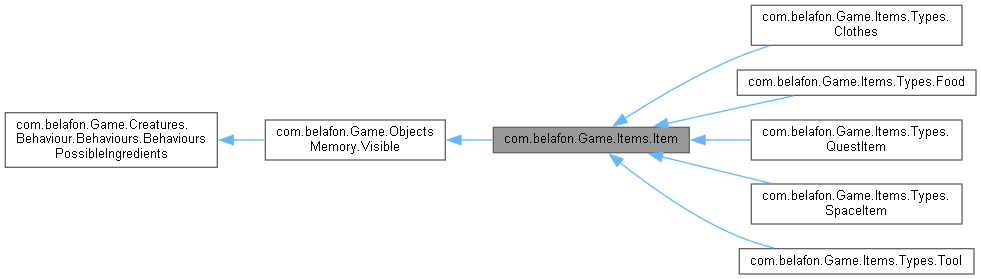 com.belafon.Game.Creatures.
Behaviour.Behaviours.Behaviours
PossibleIngredients
com.belafon.Game.Objects
Memory.Visible
com.belafon.Game.Items.Item
com.belafon.Game.Items.Types.
Clothes
com.belafon.Game.Items.Types.Food
com.belafon.Game.Items.Types.
QuestItem
com.belafon.Game.Items.Types.
SpaceItem
com.belafon.Game.Items.Types.Tool